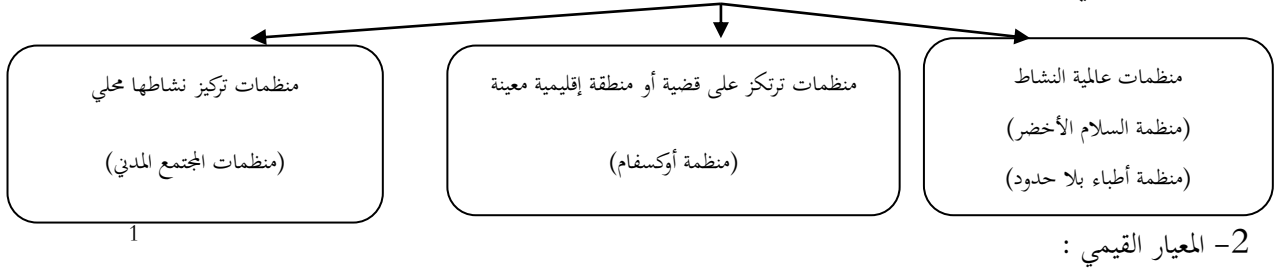 منظمات عالمية النشاط
(منظمة السلام الأخضر)
(منظمة أطباء بلا حدود)
منظمات ترتكز على قضية أو منطقة إقليمية معينة
(منظمة أوكسفام)
منظمات تركيز نشاطها محلي
(منظمات المجتمع المدني)
1
2- المعيار القيمي :